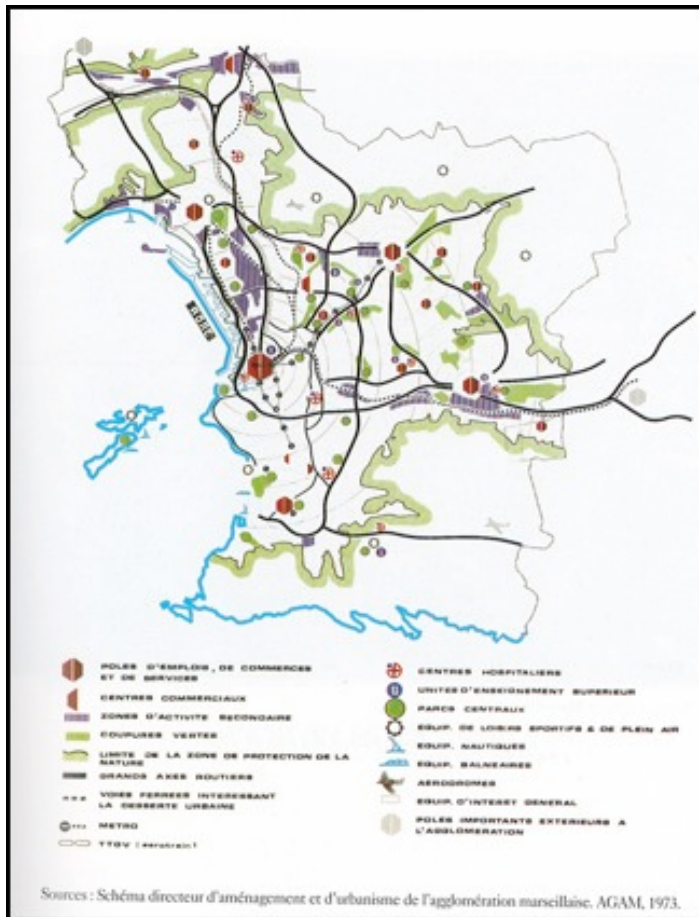 POLES D'EMPLOIS, DE COMMERCES
ET DE SERVICES
CENTRES COMMERCIAUX
ZONES D'ACTIVITE SECONDAIRE
COUPURES VERTES
LIMITE DE LA ZONE DE PROTECTION DE LA
NATURE
GRANDS AXES ROUTIERS
VOIES FERREES INTERESSANT
LA DESSERTE URBAINE
METRO
TTGV (aerotrain)
CENTRES HOSPITALIERS
UNITES D'ENSEIGNEMENT SUPERIEUR
PARCS CENTRAUX
EQUIP. DE LOISIRS SPORTIFS & DE PLEIN AIR
EQUIP. NAUTIQUES
EQUIP. BALNEAIRES
AERODROMES
EQUIP. D'INTERET GENERAL
POLES IMPORTANTS EXTERIEURS A
L'AGGLOMERATION
Sources : Schéma directeur d'aménagement et d'urbanisme de l'agglomération marseillaise. AGAM, 1973.